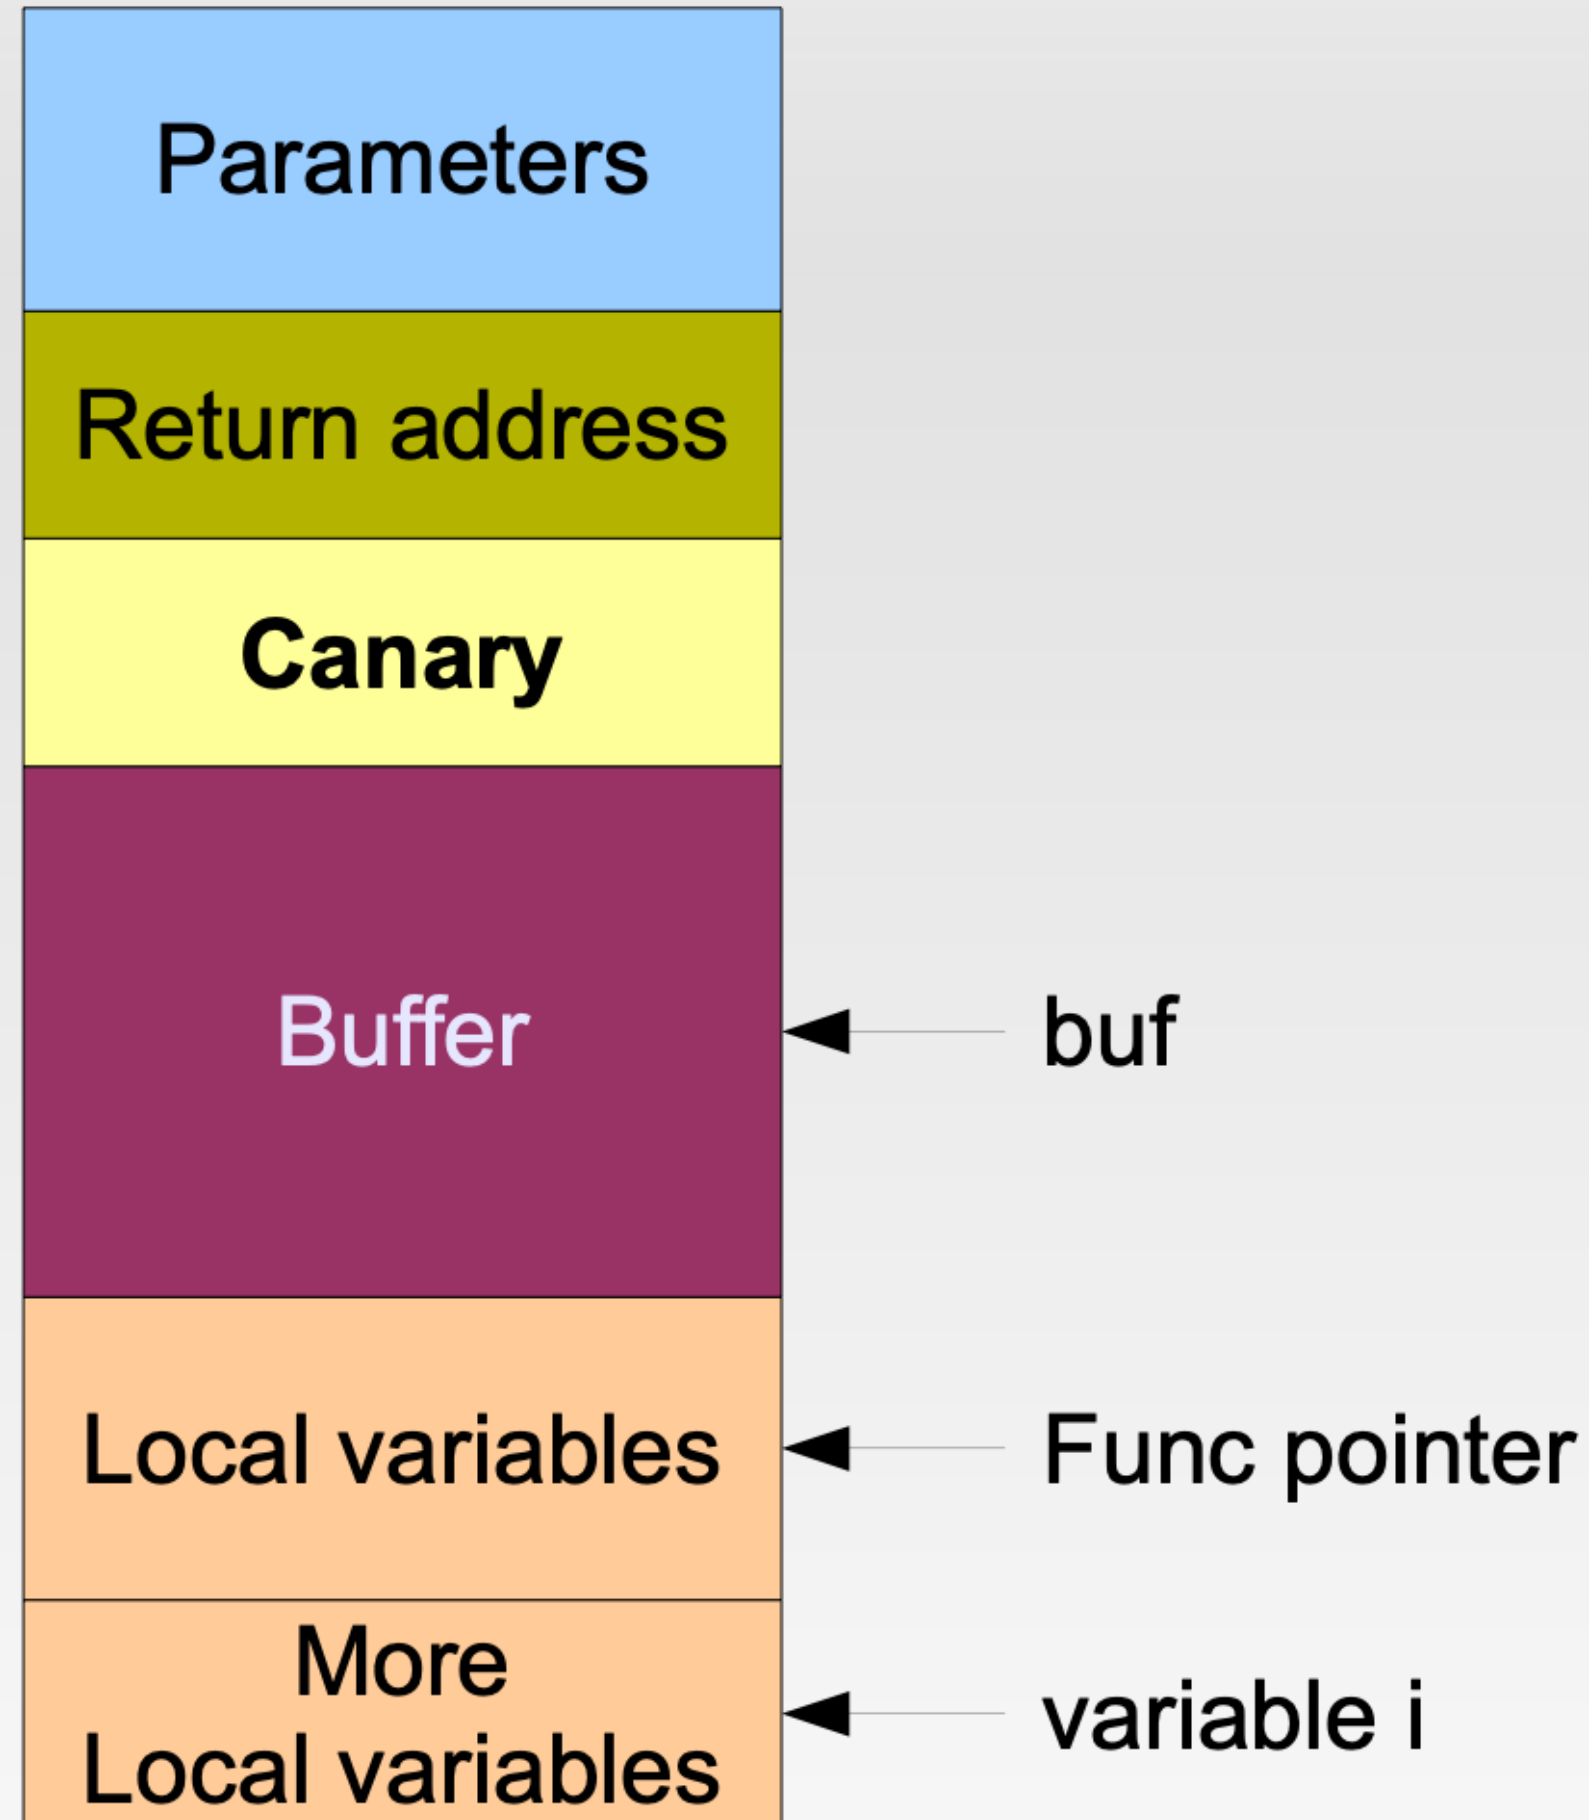 Parameters
Return address
Canary
Buffer
buf
Local variables
Func pointer
More
Local variables
variable i